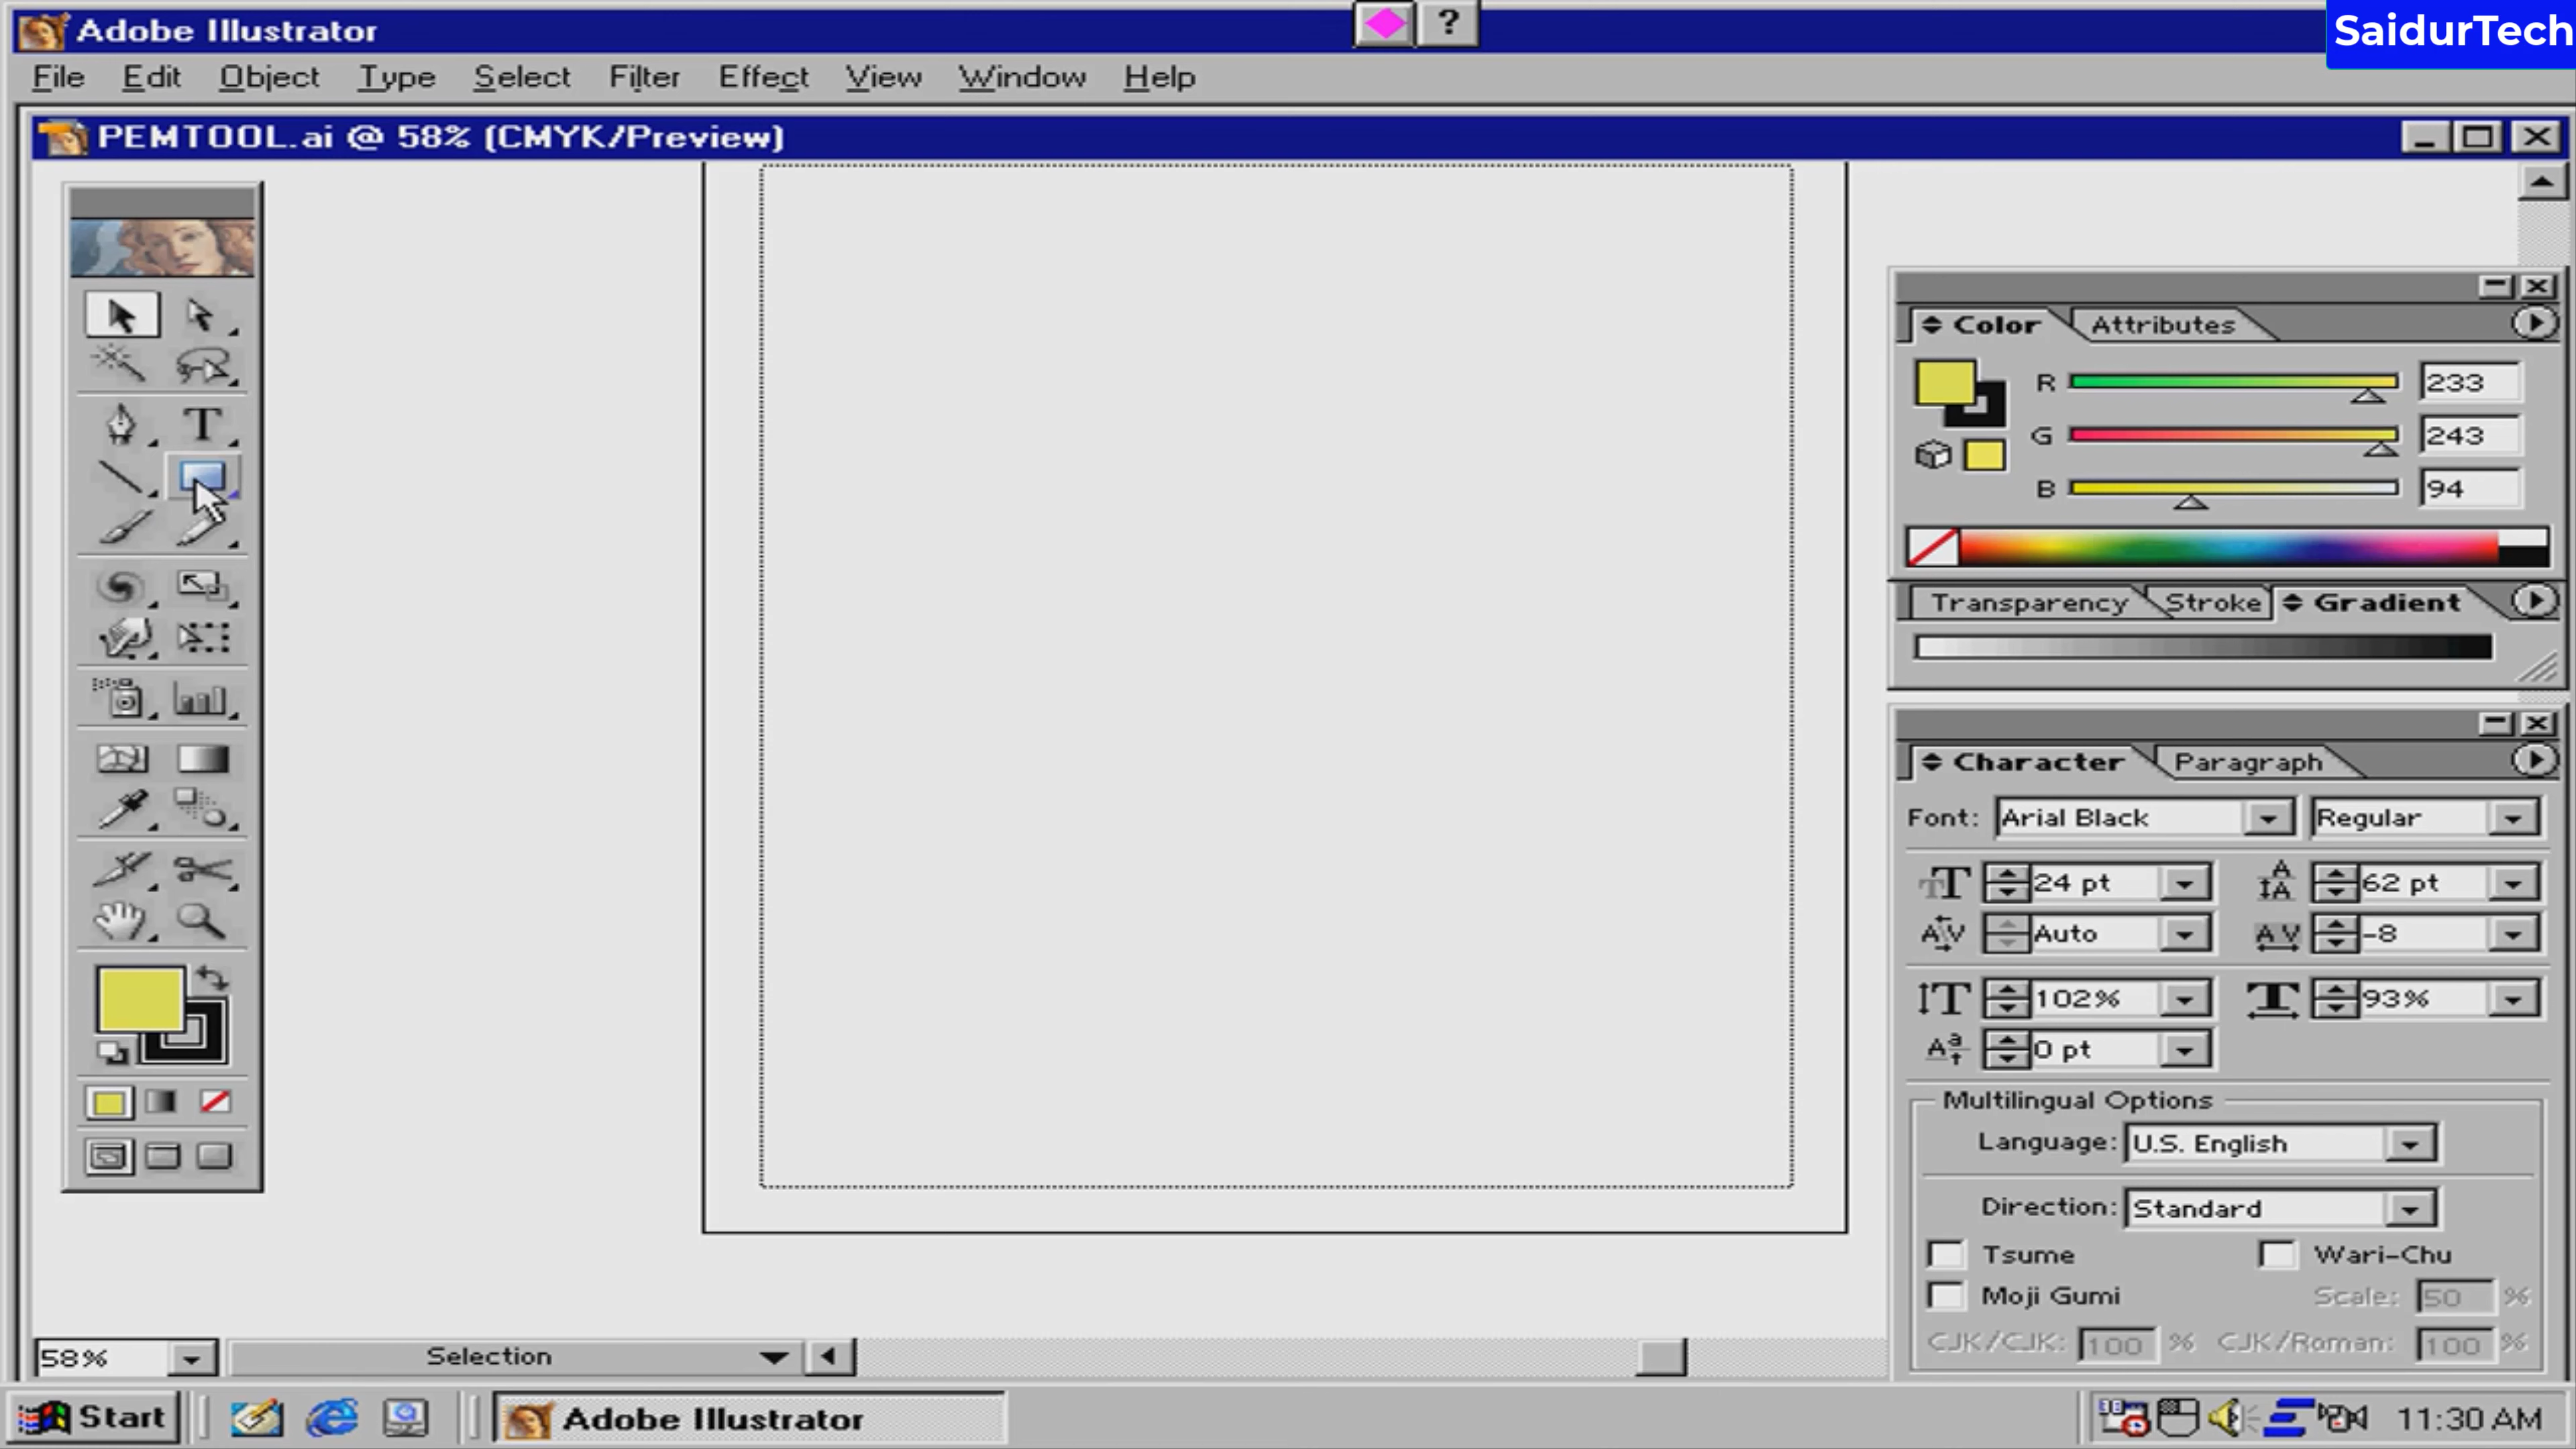 Adobe Illustrator
?
SaidurTech
File Edit Object Type Select Filter Effect View Window Help
PEMTOOL.ai @ 58% (CMYK/Preview)
Color Attributes
R 233
G 243
B 94
Transparency Stroke Gradient
Character Paragraph
Font: Arial Black Regular
24 pt 62 pt
Auto -8
102% 93%
0 pt
Multilingual Options
Language: U.S. English
Direction: Standard
Tsume Wari-Chu
Moji Gumi Scale: 50 %
CJK/CJK: 100 % CJK/Roman: 100 %
58% Selection
Start Adobe Illustrator 11:30 AM